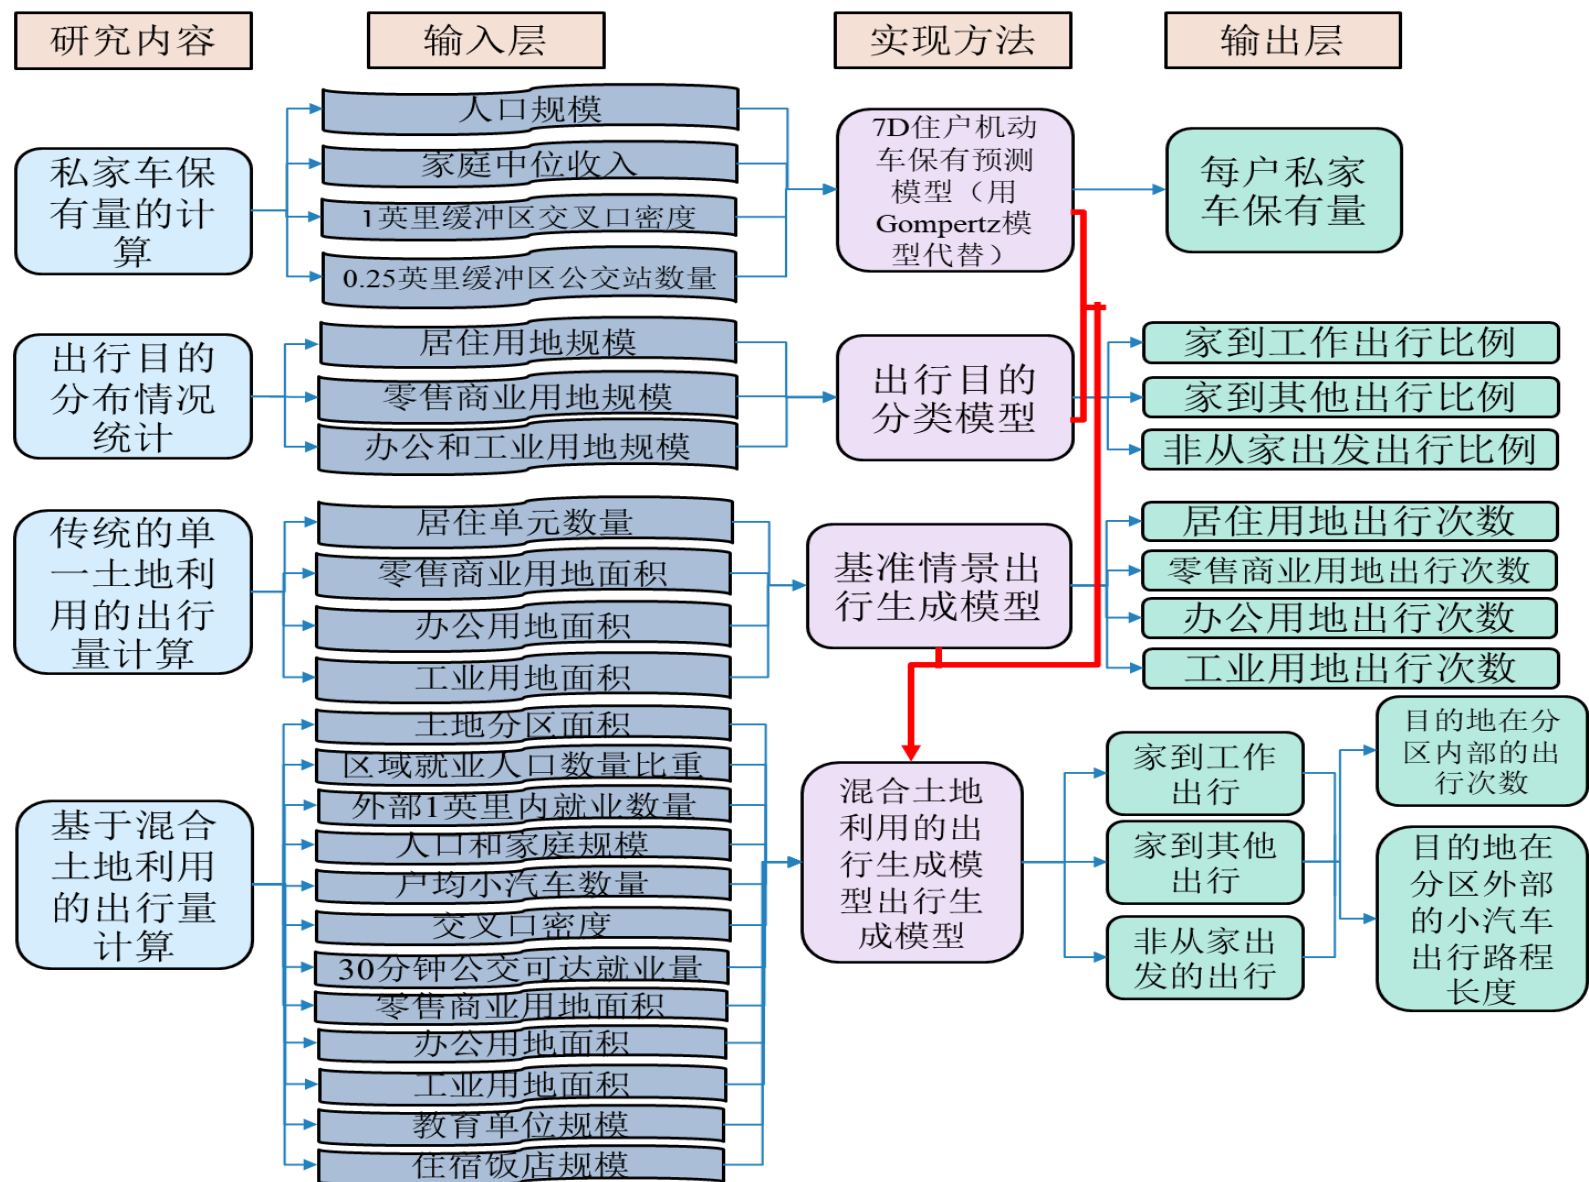 研究内容
输入层
实现方法
输出层
私家车保
有量的计
算
人口规模
家庭中位收入
1英里缓冲区交叉口密度
0.25英里缓冲区公交站数量
7D住户机动
车保有预测
模型（用
Gompertz模
型代替）
每户私家
车保有量
出行目的
分布情况
统计
居住用地规模
零售商业用地规模
办公和工业用地规模
出行目的
分类模型
家到工作出行比例
家到其他出行比例
非从家出发出行比例
传统的单
一土地利
用的出行
量计算
居住单元数量
零售商业用地面积
办公用地面积
工业用地面积
基准情景出
行生成模型
居住用地出行次数
零售商业用地出行次数
办公用地出行次数
工业用地出行次数
基于混合
土地利用
的出行量
计算
土地分区面积
区域就业人口数量比重
外部1英里内就业数量
人口和家庭规模
户均小汽车数量
交叉口密度
30分钟公交可达就业量
零售商业用地面积
办公用地面积
工业用地面积
教育单位规模
住宿饭店规模
混合土地
利用的出
行生成模
型出行生
成模型
家到工作
出行
家到其他
出行
非从家出
发的出行
目的地在分
区内部的出
行次数
目的地在
分区外部
的小汽车
出行路程
长度